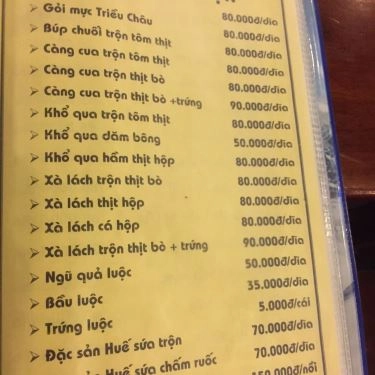 Gỏi mực Triều Châu 80.000đ/dĩa
Búp chuối trộn tôm thịt 80.000đ/dĩa
Càng cua trộn tôm thịt 80.000đ/dĩa
Càng cua trộn thịt bò 80.000đ/dĩa
Càng cua trộn thịt bò +trứng 90.000đ/dĩa
Khổ qua trộn tôm thịt 80.000đ/dĩa
Khổ qua dăm bông 50.000đ/dĩa
Khổ qua hầm thịt hộp 80.000đ/dĩa
Xà lách trộn thịt bò 80.000đ/dĩa
Xà lách thịt hộp 80.000đ/dĩa
Xà lách cá hộp 80.000đ/dĩa
Xà lách trộn thịt bò + trứng 90.000đ/dĩa
Ngũ quả luộc 50.000đ/dĩa
Bầu luộc 35.000đ/dĩa
Trứng luộc 5.000đ/cái
Đặc sản Huế sứa trộn 70.000đ/dĩa
Huế sứa chấm ruốc 70.000đ/dĩa
150.000đ/nồi